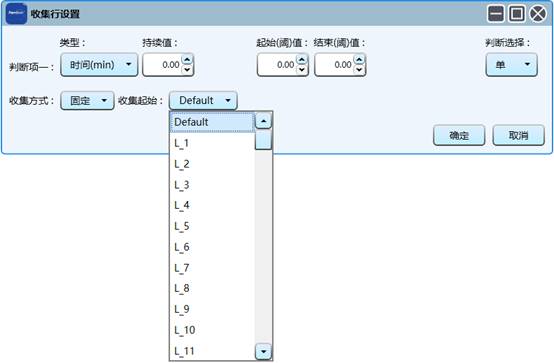 收集行设置
类型： 持续值： 起始(阈)值： 结束(阈)值： 判断选择：
判断项一： 时间(min) 0.00 0.00 0.00 单
收集方式： 固定 收集起始： Default
Default
L_1
L_2
L_3
L_4
L_5
L_6
L_7
L_8
L_9
L_10
L_11
确定 取消